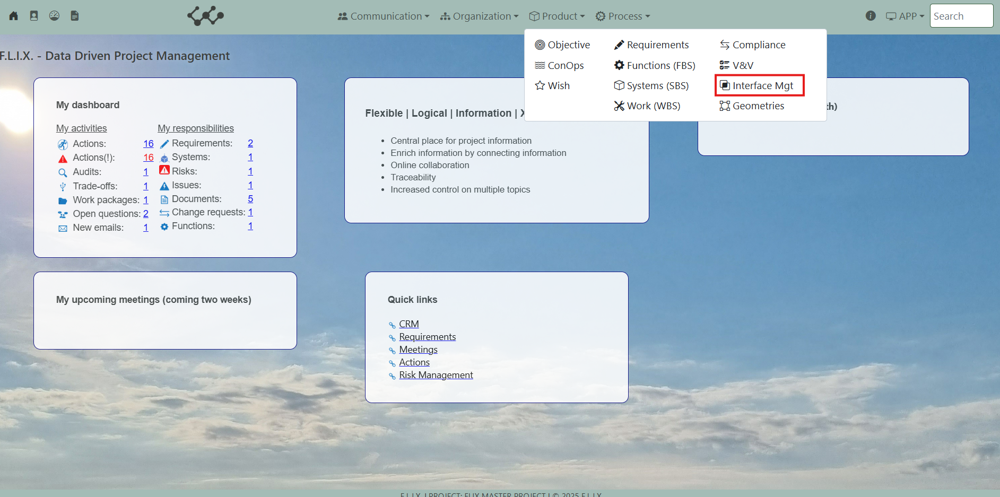 Communication Organization Product Process APP Search
Objective Requirements Compliance
ConOps Functions (FBS) V&V
Wish Systems (SBS) Interface Mgt
Work (WBS) Geometries
F.L.I.X. - Data Driven Project Management
My dashboard
My activities My responsibilities
Actions: 16 Requirements: 2
Actions(!): 16 Systems: 1
Audits: 1 Risks: 1
Trade-offs: 1 Issues: 1
Work packages: 1 Documents: 5
Open questions: 2 Change requests: 1
New emails: 1 Functions: 1
Flexible | Logical | Information | X
• Central place for project information
• Enrich information by connecting information
• Online collaboration
• Traceability
• Increased control on multiple topics
th)
My upcoming meetings (coming two weeks)
Quick links
CRM
Requirements
Meetings
Actions
Risk Management
F.L.I.X. | PROJECT: FLIX MASTER PROJECT | © 2025 F.L.I.X.